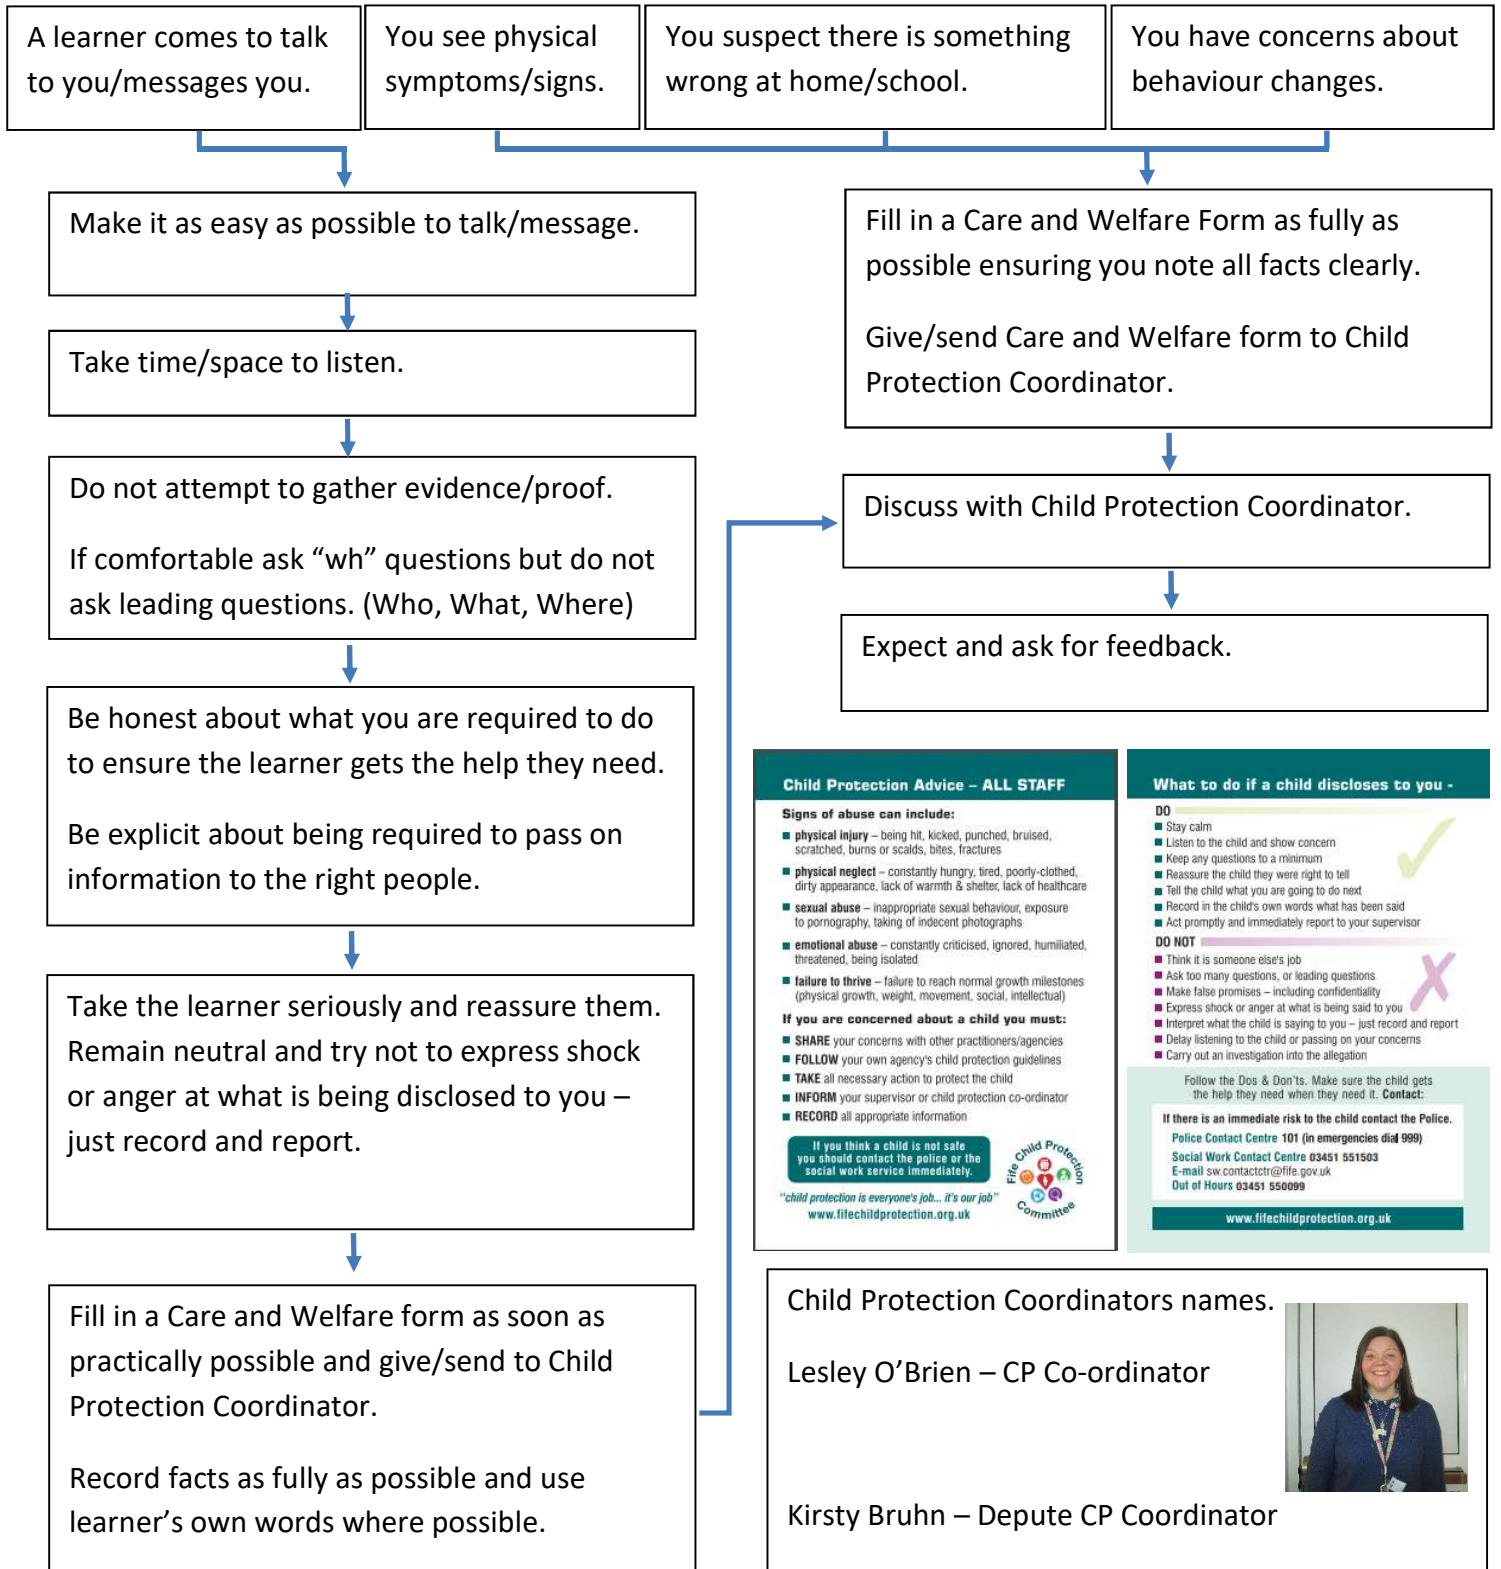 A learner comes to talk
to you/messages you.
You see physical
symptoms/signs.
You suspect there is something
wrong at home/school.
You have concerns about
behaviour changes.
Make it as easy as possible to talk/message.
Take time/space to listen.
Do not attempt to gather evidence/proof.
If comfortable ask “wh” questions but do not
ask leading questions. (Who, What, Where)
Be honest about what you are required to do
to ensure the learner gets the help they need.
Be explicit about being required to pass on
information to the right people.
Take the learner seriously and reassure them.
Remain neutral and try not to express shock
or anger at what is being disclosed to you –
just record and report.
Fill in a Care and Welfare form as soon as
practically possible and give/send to Child
Protection Coordinator.
Record facts as fully as possible and use
learner’s own words where possible.
Fill in a Care and Welfare Form as fully as
possible ensuring you note all facts clearly.
Give/send Care and Welfare form to Child
Protection Coordinator.
Discuss with Child Protection Coordinator.
Expect and ask for feedback.
Child Protection Advice – ALL STAFF
Signs of abuse can include:
physical injury – being hit, kicked, punched, bruised,
scratched, burns or scalds, bites, fractures
physical neglect – constantly hungry, tired, poorly-clothed,
dirty appearance, lack of warmth & shelter, lack of healthcare
sexual abuse – inappropriate sexual behaviour, exposure
to pornography, taking of indecent photographs
emotional abuse – constantly criticised, ignored, humiliated,
threatened, being isolated
failure to thrive – failure to reach normal growth milestones
(physical growth, weight, movement, social, intellectual)
If you are concerned about a child you must:
SHARE your concerns with other practitioners/agencies
FOLLOW your own agency's child protection guidelines
TAKE all necessary action to protect the child
INFORM your supervisor or child protection co-ordinator
RECORD all appropriate information
If you think a child is not safe
you should contact the police or the
social work service immediately.
"child protection is everyone's job... it's our job"
www.fifechildprotection.org.uk
Fife Child Protection
Committee
What to do if a child discloses to you -
DO
Stay calm
Listen to the child and show concern
Keep any questions to a minimum
Reassure the child they were right to tell
Tell the child what you are going to do next
Record in the child's own words what has been said
Act promptly and immediately report to your supervisor
DO NOT
Think it is someone else's job
Ask too many questions, or leading questions
Make false promises – including confidentiality
Express shock or anger at what is being said to you
Interpret what the child is saying to you – just record and report
Delay listening to the child or passing on your concerns
Carry out an investigation into the allegation
Follow the Dos & Don'ts. Make sure the child gets
the help they need when they need it. Contact:
If there is an immediate risk to the child contact the Police.
Police Contact Centre 101 (in emergencies dial 999)
Social Work Contact Centre 03451 551503
E-mail sw.contactctr@fife.gov.uk
Out of Hours 03451 550099
www.fifechildprotection.org.uk
Child Protection Coordinators names.
Lesley O’Brien – CP Co-ordinator
Kirsty Bruhn – Depute CP Coordinator